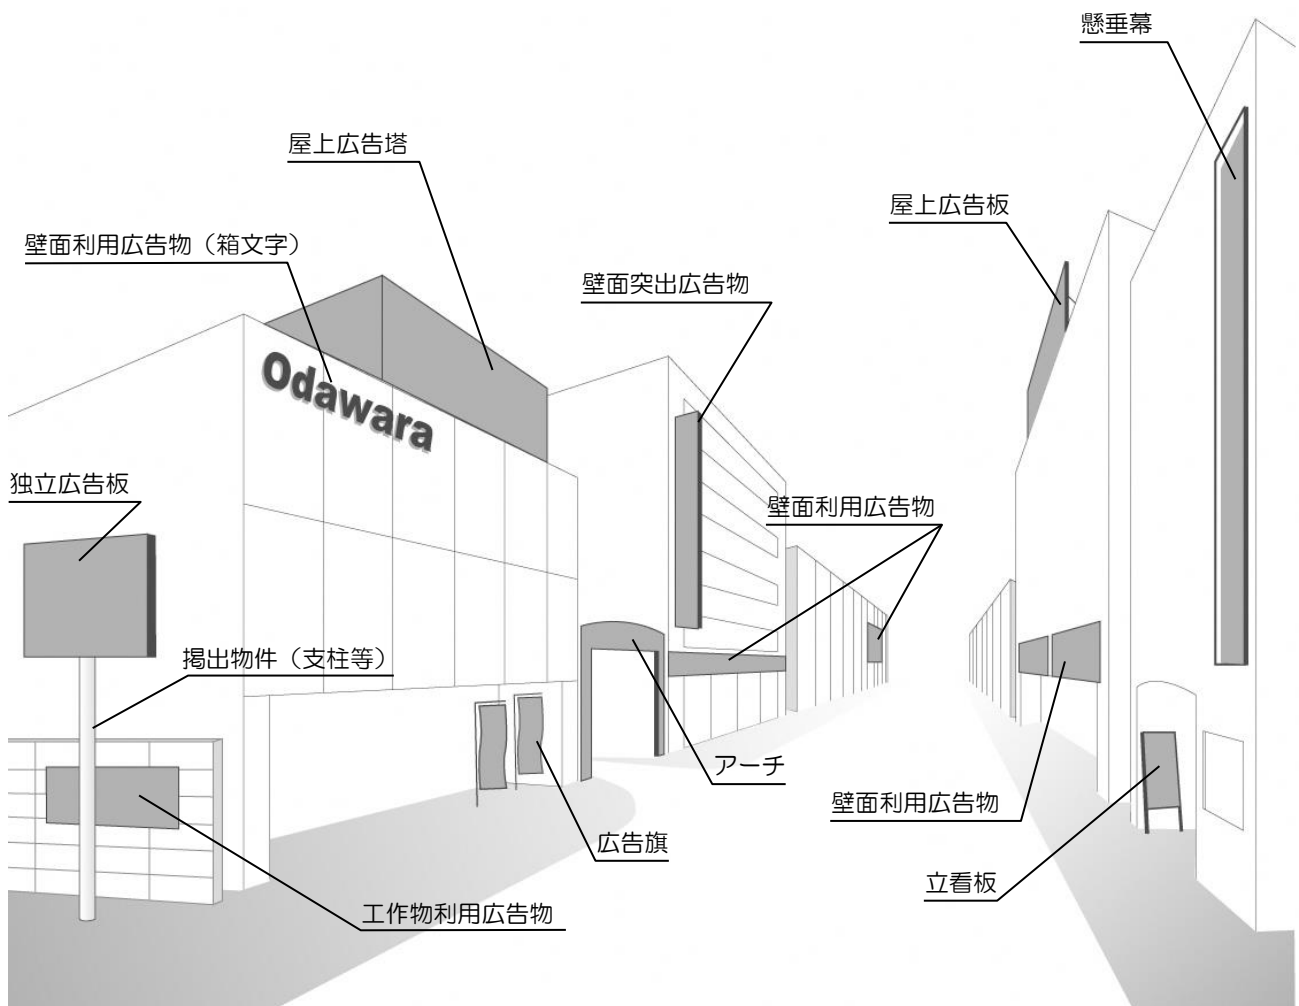 懸垂幕
屋上広告塔
屋上広告板
壁面利用広告物（箱文字）
壁面突出広告物
Odawara
独立広告板
壁面利用広告物
掲出物件（支柱等）
アーチ
壁面利用広告物
広告旗
立看板
工作物利用広告物